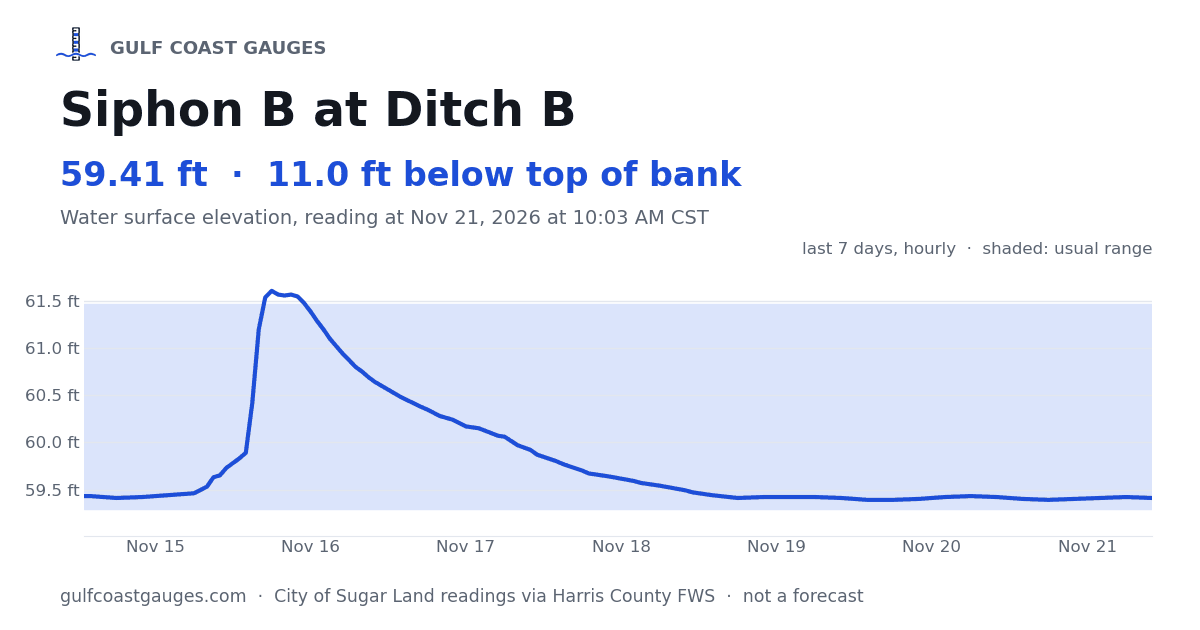 GULF COAST GAUGES
Siphon B at Ditch B
59.41 ft · 11.0 ft below top of bank
Water surface elevation, reading at Nov 21, 2026 at 10:03 AM CST
last 7 days, hourly · shaded: usual range
61.5 ft
61.0 ft
60.5 ft
60.0 ft
59.5 ft
Nov 15 Nov 16 Nov 17 Nov 18 Nov 19 Nov 20 Nov 21
gulfcoastgauges.com · City of Sugar Land readings via Harris County FWS · not a forecast